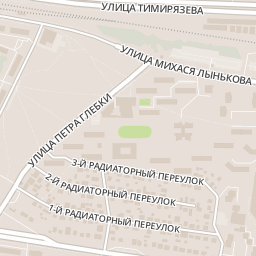 УЛИЦА ТИМИРЯЗЕВА
УЛИЦА МИХАСЯ ЛЫНЬКОВА
УЛИЦА ПЕТРА ГЛЕБКИ
3-Й РАДИАТОРНЫЙ ПЕРЕУЛОК
2-Й РАДИАТОРНЫЙ ПЕРЕУЛОК
1-Й РАДИАТОРНЫЙ ПЕРЕУЛОК